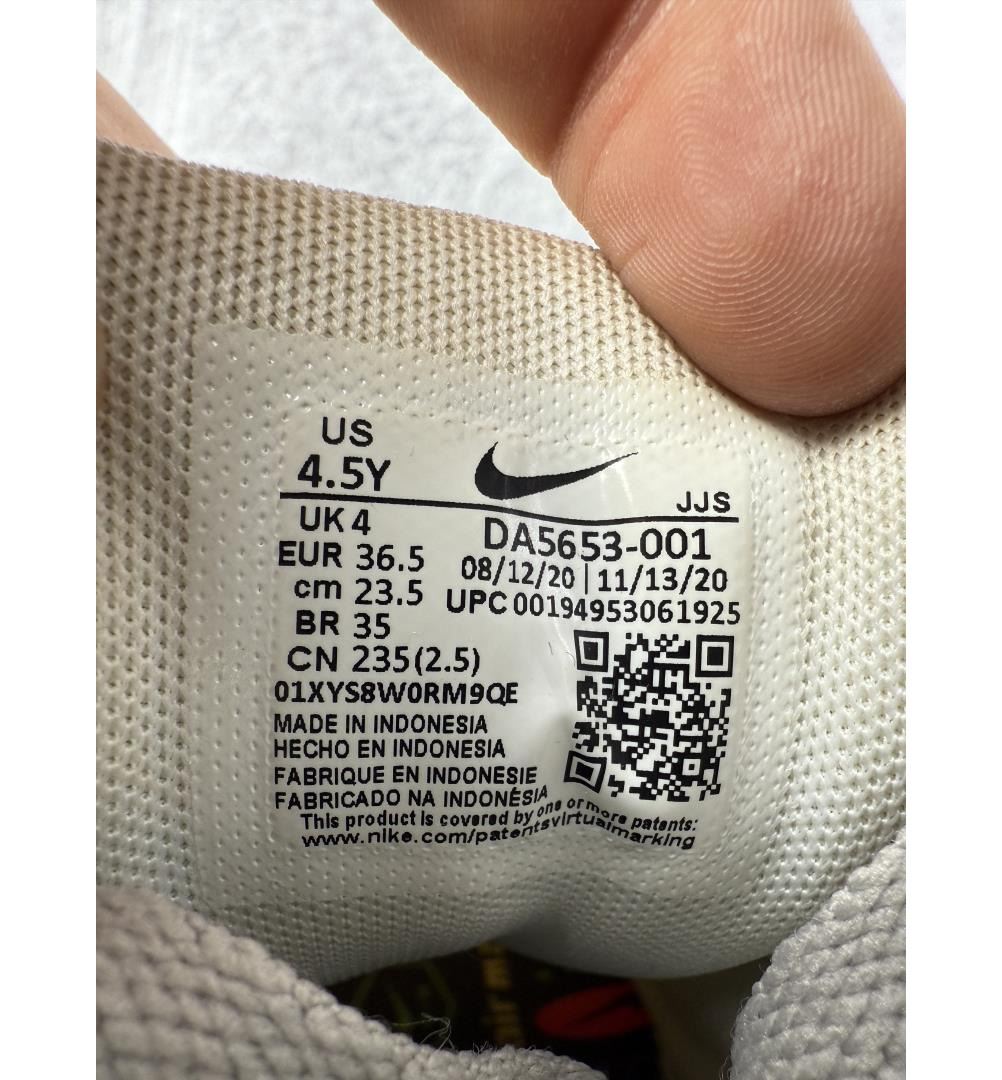 US
4.5Y
JJS
UK 4
DA5653-001
EUR 36.5
08/12/20 | 11/13/20
cm 23.5
UPC 00194953061925
BR 35
CN 235(2.5)
01XYS8W0RM9QE
MADE IN INDONESIA
HECHO EN INDONESIA
FABRIQUE EN INDONESIE
FABRICADO NA INDONÉSIA
This product is covered by one or more patents:
www.nike.com/patentsvirtualmarking
air